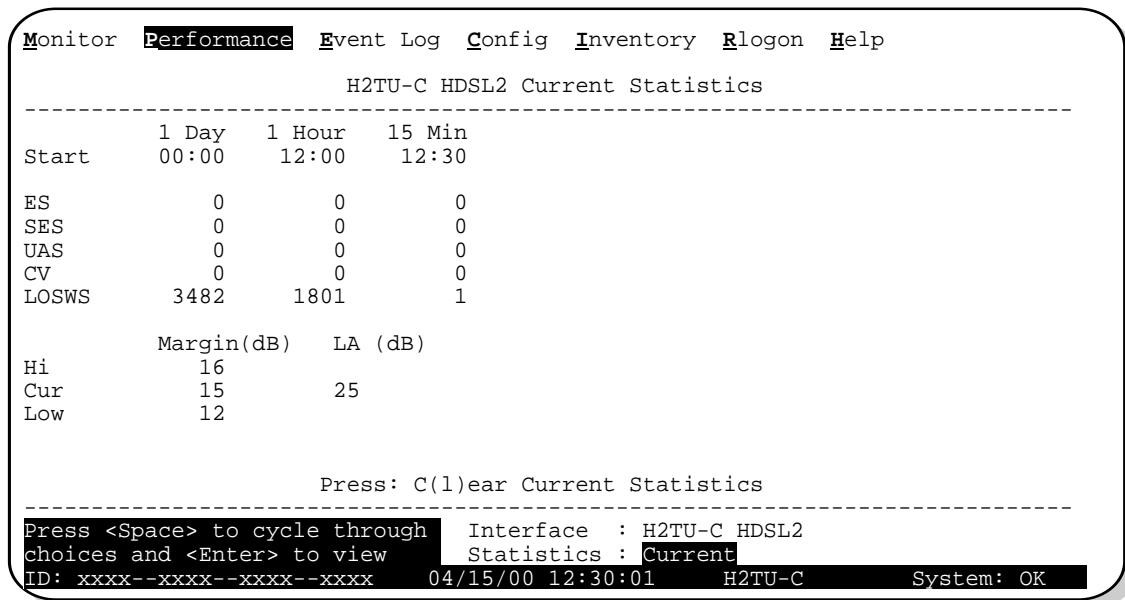 Monitor Performance Event Log Config Inventory Rlogon Help
H2TU-C HDSL2 Current Statistics
--------------------------------------------------------------------------------
1 Day 1 Hour 15 Min
Start 00:00 12:00 12:30
ES 0 0 0
SES 0 0 0
UAS 0 0 0
CV 0 0 0
LOSWS 3482 1801 1
Margin(dB) LA (dB)
Hi 16
Cur 15 25
Low 12
Press: C(l)ear Current Statistics
--------------------------------------------------------------------------------
Press <Space> to cycle through Interface : H2TU-C HDSL2
choices and <Enter> to view Statistics : Current
ID: xxxx--xxxx--xxxx--xxxx 04/15/00 12:30:01 H2TU-C System: OK